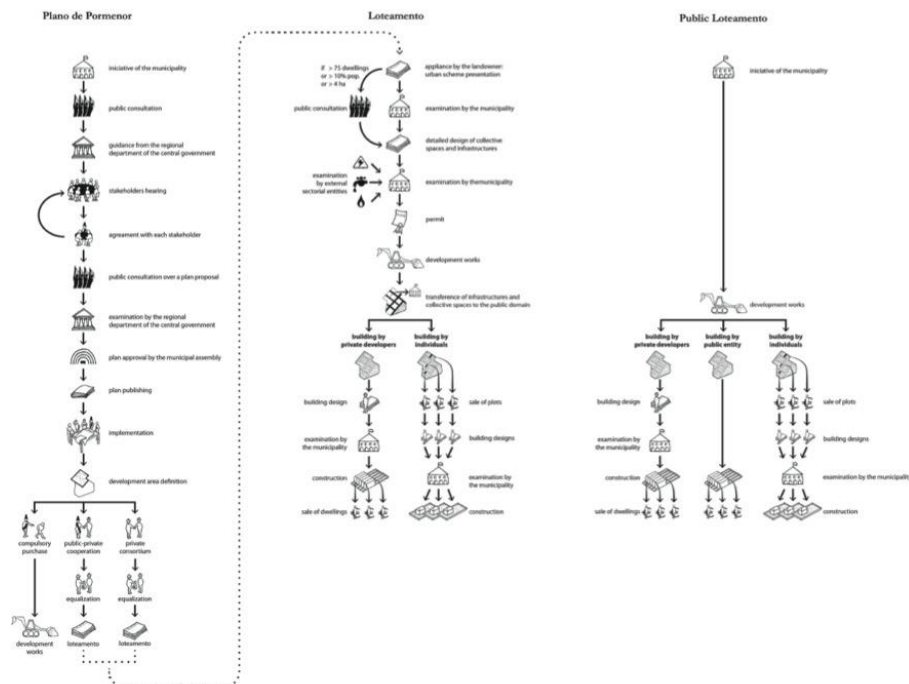 Plano de Pormenor
iniciative of the municipality
public consultation
guidance from the regional
department of the central government
stakeholders hearing
agreament with each stakeholder
public consultation over a plan proposal
examination by the regional
department of the central government
plan approval by the municipal assembly
plan publishing
implementation
development area definition
compulsory
purchase
public-private
cooperation
private
consortium
equalization
equalization
development
works
loteamento
loteamento
Loteamento
if > 75 dwellings
or > 10% pop.
or > 4 ha
appliance by the landowner:
urban scheme presentation
public consultation
examination by the municipality
detailed design of collective
spaces and infrastructures
examination
by external
sectorial entities
examination by themunicipality
permit
development works
transference of infrastructures and
collective spaces to the public domain
building by
private developers
building by
individuals
building design
sale of plots
examination by
the municipality
building designs
construction
examination by
the municipality
sale of dwellings
construction
Public Loteamento
iniciative of the municipality
development works
building by
private developers
building by
public entity
building by
individuals
building design
sale of plots
examination by
the municipality
building designs
construction
examination by the municipality
sale of dwellings
construction